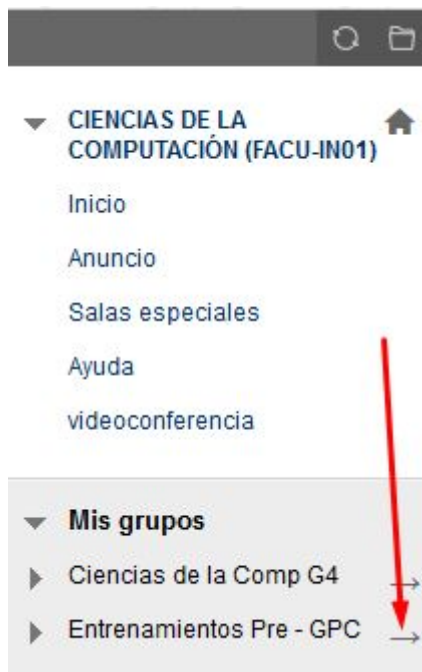 CIENCIAS DE LA
COMPUTACIÓN (FACU-IN01)
Inicio
Anuncio
Salas especiales
Ayuda
videoconferencia
Mis grupos
Ciencias de la Comp G4
Entrenamientos Pre - GPC